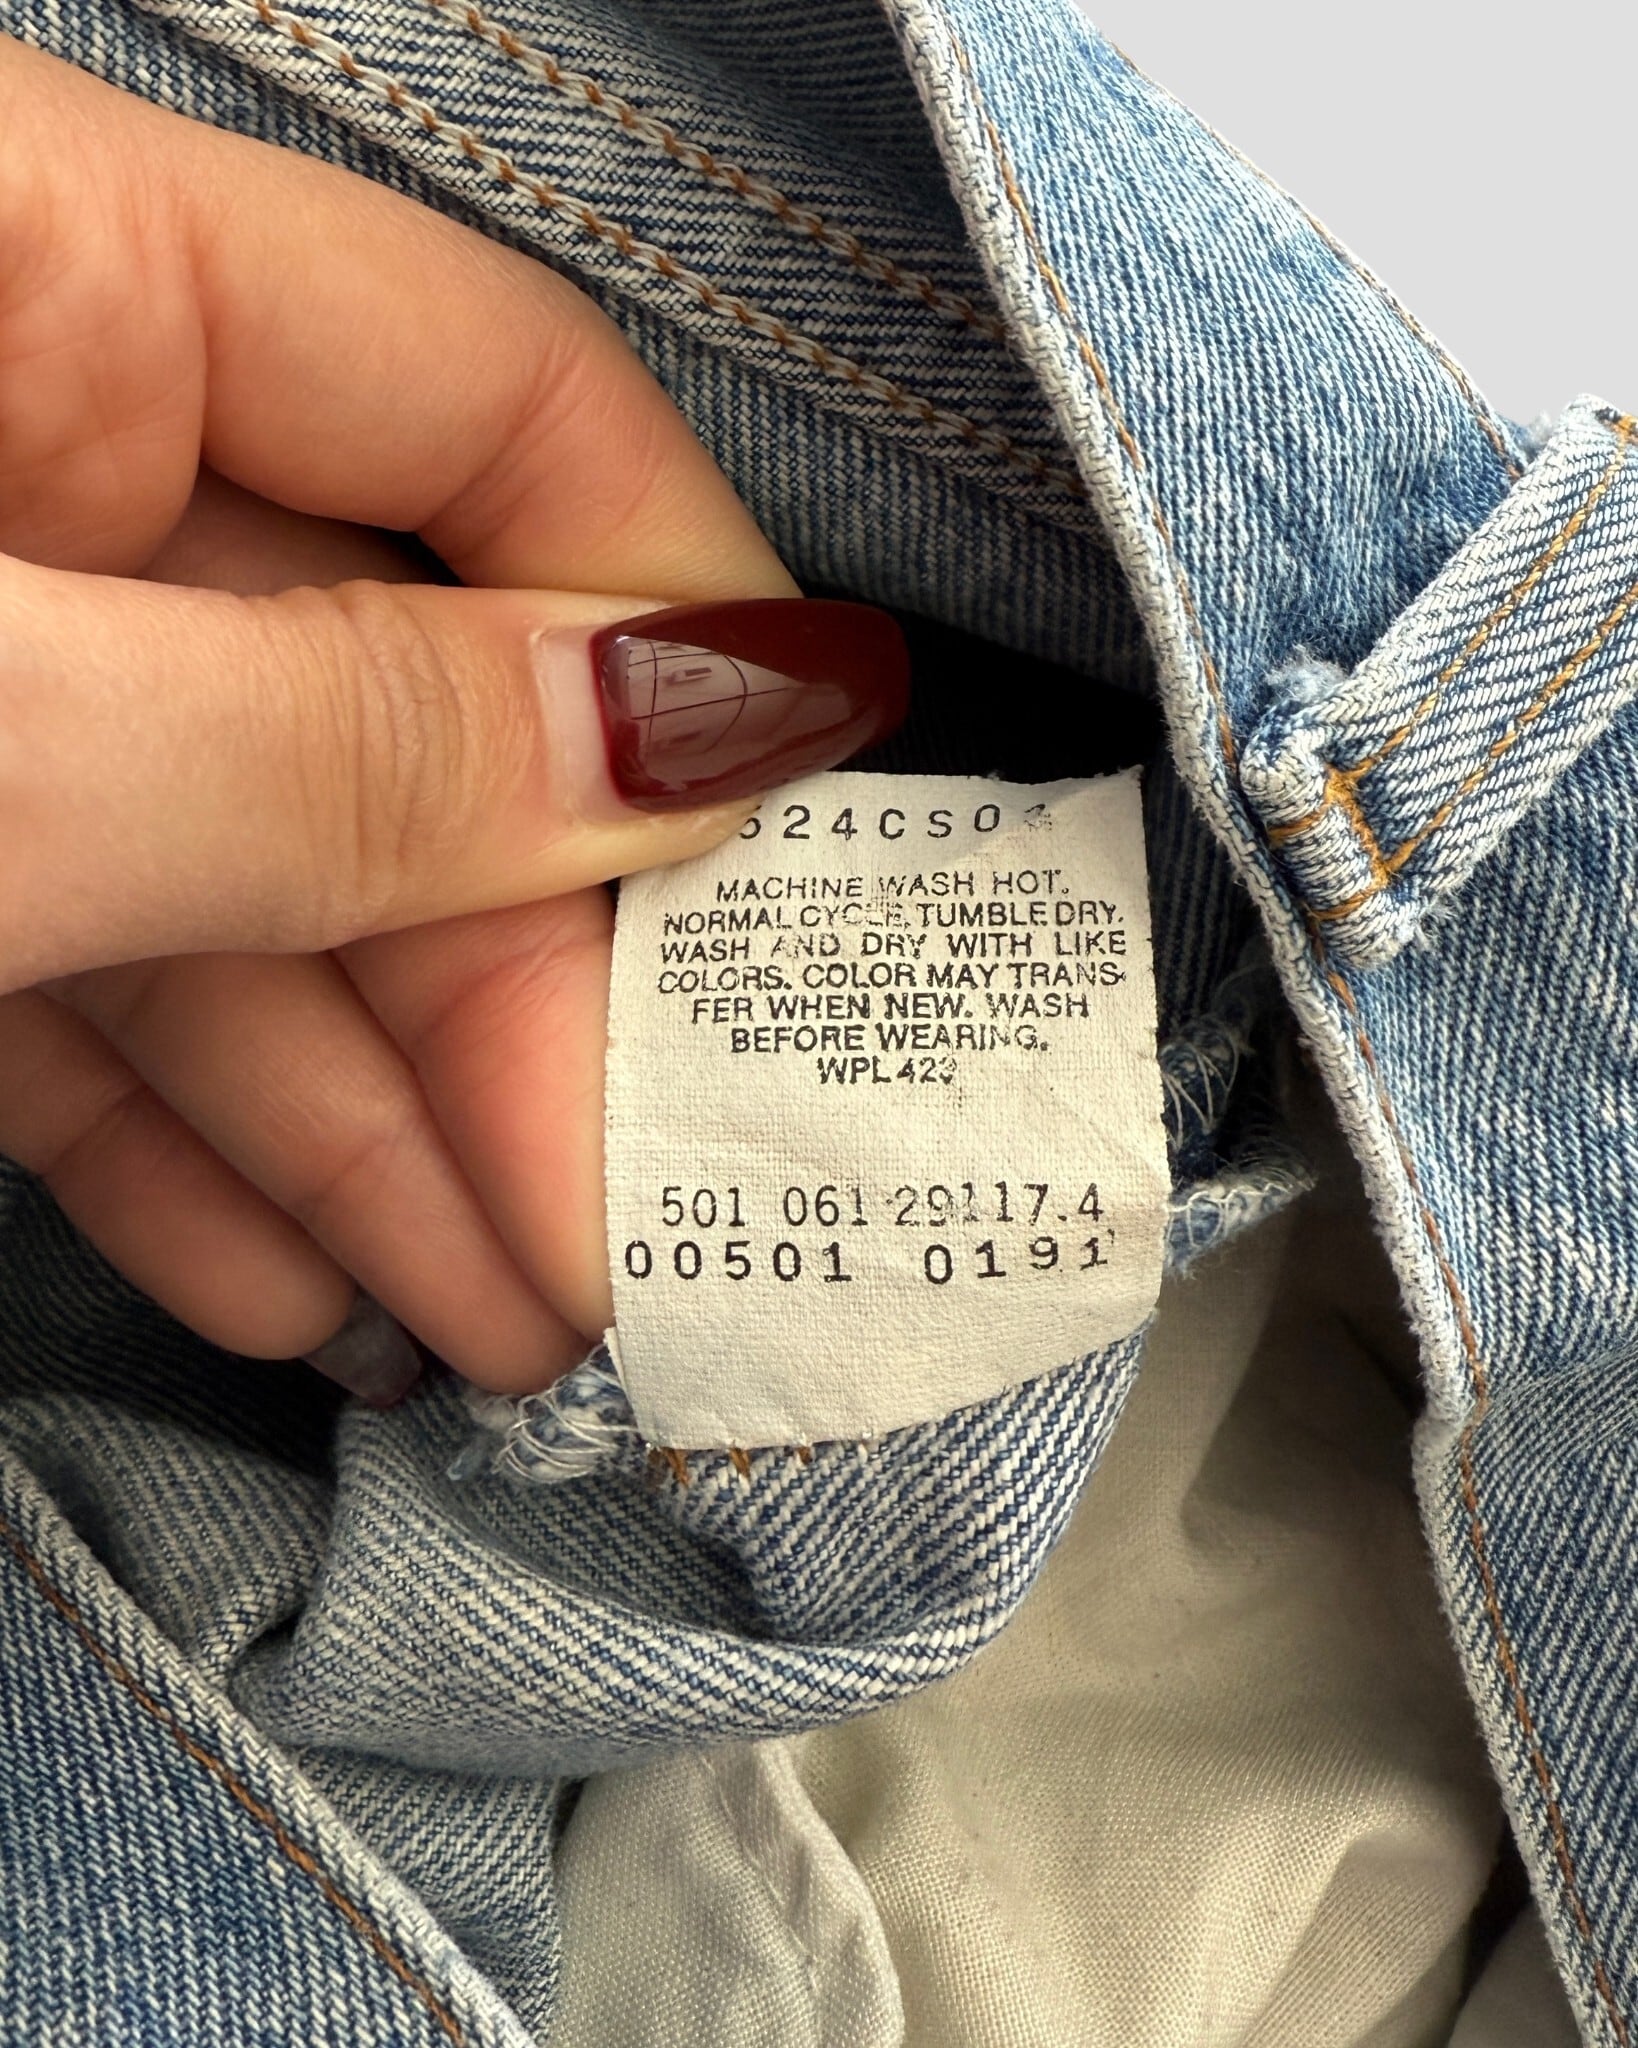 524CS0
MACHINE WASH HOT.
NORMAL CYCLE, TUMBLE DRY.
WASH AND DRY WITH LIKE
COLORS. COLOR MAY TRANS-
FER WHEN NEW. WASH
BEFORE WEARING.
WPL 423
501 061 29117.4
00501 0191